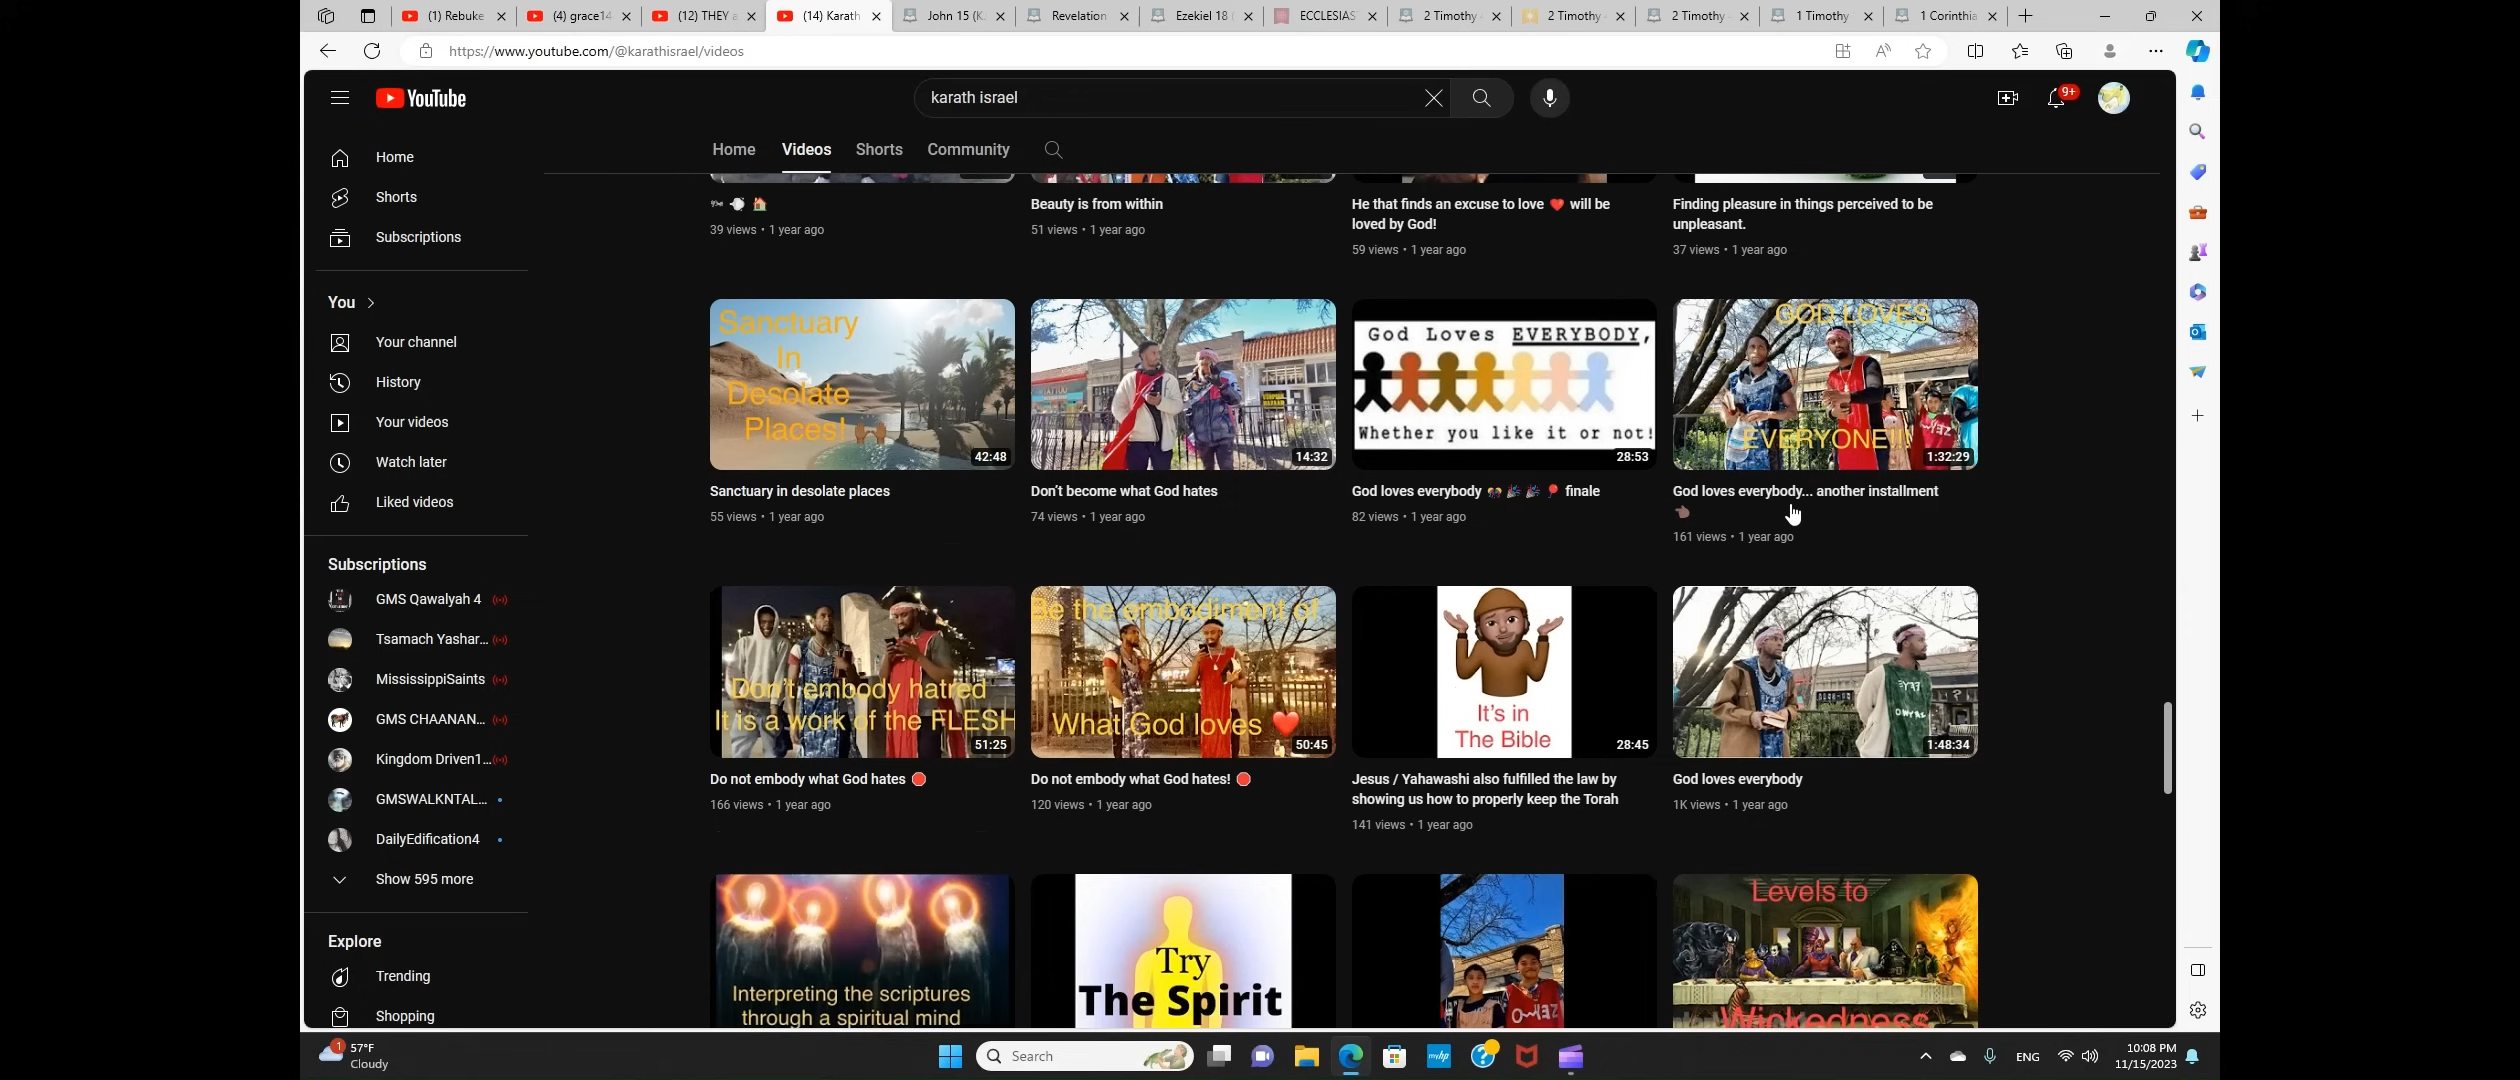 (1) Rebuke
(4) grace14
(12) THEY a
(14) Karath
John 15 (K
Revelation
Ezekiel 18
ECCLESIAS
2 Timothy
2 Timothy
2 Timothy
1 Timothy
1 Corinthia
https://www.youtube.com/@karathisrael/videos
YouTube
karath israel
9+
Home
Videos
Shorts
Community
Home
Shorts
Subscriptions
You
Your channel
History
Your videos
Watch later
Liked videos
Subscriptions
GMS Qawalyah 4
Tsamach Yashar...
MississippiSaints
GMS CHAANAN...
Kingdom Driven1...
GMSWALKNTAL...
DailyEdification4
Show 595 more
Explore
Trending
Shopping
39 views • 1 year ago
Beauty is from within
51 views • 1 year ago
He that finds an excuse to love ❤️ will be
loved by God!
59 views • 1 year ago
Finding pleasure in things perceived to be
unpleasant.
37 views • 1 year ago
Sanctuary
In
Desolate
Places!
42:48
Sanctuary in desolate places
55 views • 1 year ago
14:32
Don't become what God hates
74 views • 1 year ago
God Loves EVERYBODY,
Whether you like it or not!
28:53
God loves everybody 🎊 🎉 🎉 🎈 finale
82 views • 1 year ago
GOD LOVES
EVERYONE!!!
1:32:29
God loves everybody... another installment
161 views • 1 year ago
Don't embody hatred
It is a work of the FLESH
51:25
Do not embody what God hates 🛑
166 views • 1 year ago
Be the embodiment of
What God loves ❤️
50:45
Do not embody what God hates! 🛑
120 views • 1 year ago
It's in
The Bible
28:45
Jesus / Yahawashi also fulfilled the law by
showing us how to properly keep the Torah
141 views • 1 year ago
1:48:34
God loves everybody
1K views • 1 year ago
Interpreting the scriptures
through a spiritual mind
Try
The Spirit
Levels to
Wickedness
1
57°F
Cloudy
Search
myhp
ENG
10:08 PM
11/15/2023